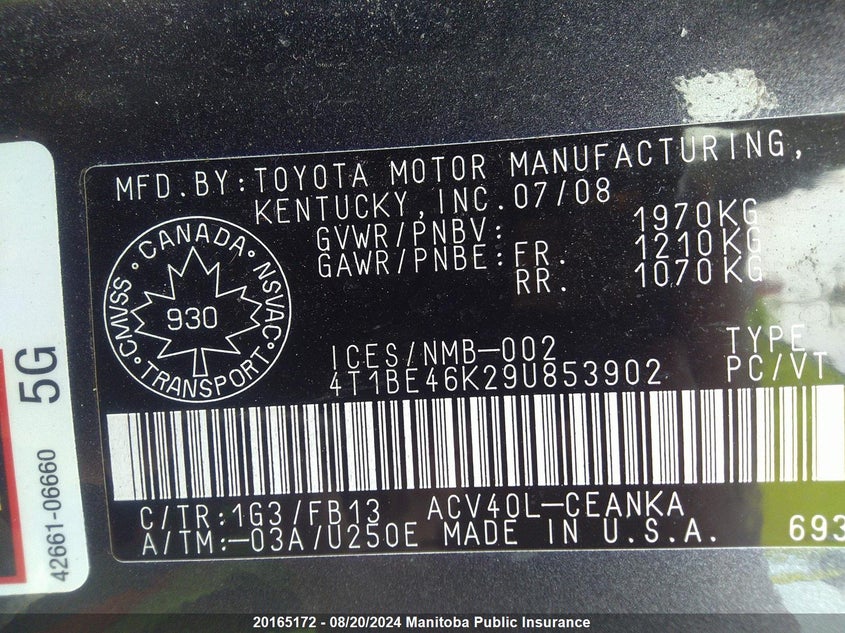 MFD.BY:TOYOTA MOTOR MANUFACTURING,
KENTUCKY, INC. 07/08
GVWR/PNBV: 1970KG
GAWR/PNBE: FR. 1210KG
RR. 1070KG
CANADA
CMVSS NSVAC
930
TRANSPORT
ICES/NMB-002 TYPE
4T1BE46K29U853902 PC/VT
C/TR:1G3/FB13 ACV40L-CEANKA
A/TM:-03A/U250E MADE IN U.S.A. 693
5G
42661-06660
20165172 - 08/20/2024 Manitoba Public Insurance